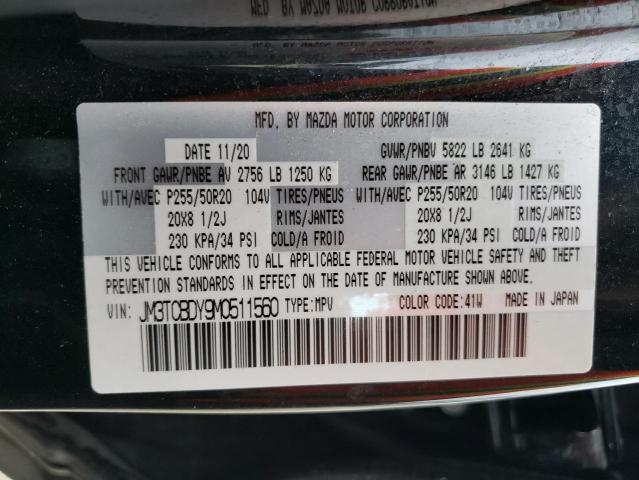 MFD. BY MAZDA MOTOR CORPORATION
DATE 11/20 GVWR/PNBV 5822 LB 2641 KG
FRONT GAWR/PNBE AV 2756 LB 1250 KG REAR GAWR/PNBE AR 3146 LB 1427 KG
WITH/AVEC P255/50R20 104V TIRES/PNEUS WITH/AVEC P255/50R20 104V TIRES/PNEUS
20X8 1/2J RIMS/JANTES 20X8 1/2J RIMS/JANTES
230 KPA/34 PSI COLD/A FROID 230 KPA/34 PSI COLD/A FROID
THIS VEHICLE CONFORMS TO ALL APPLICABLE FEDERAL MOTOR VEHICLE SAFETY AND THEFT
PREVENTION STANDARDS IN EFFECT ON THE DATE OF MANUFACTURE SHOWN ABOVE.
VIN: JM3TCBDY9M0511560 TYPE:MPV COLOR CODE:41W MADE IN JAPAN